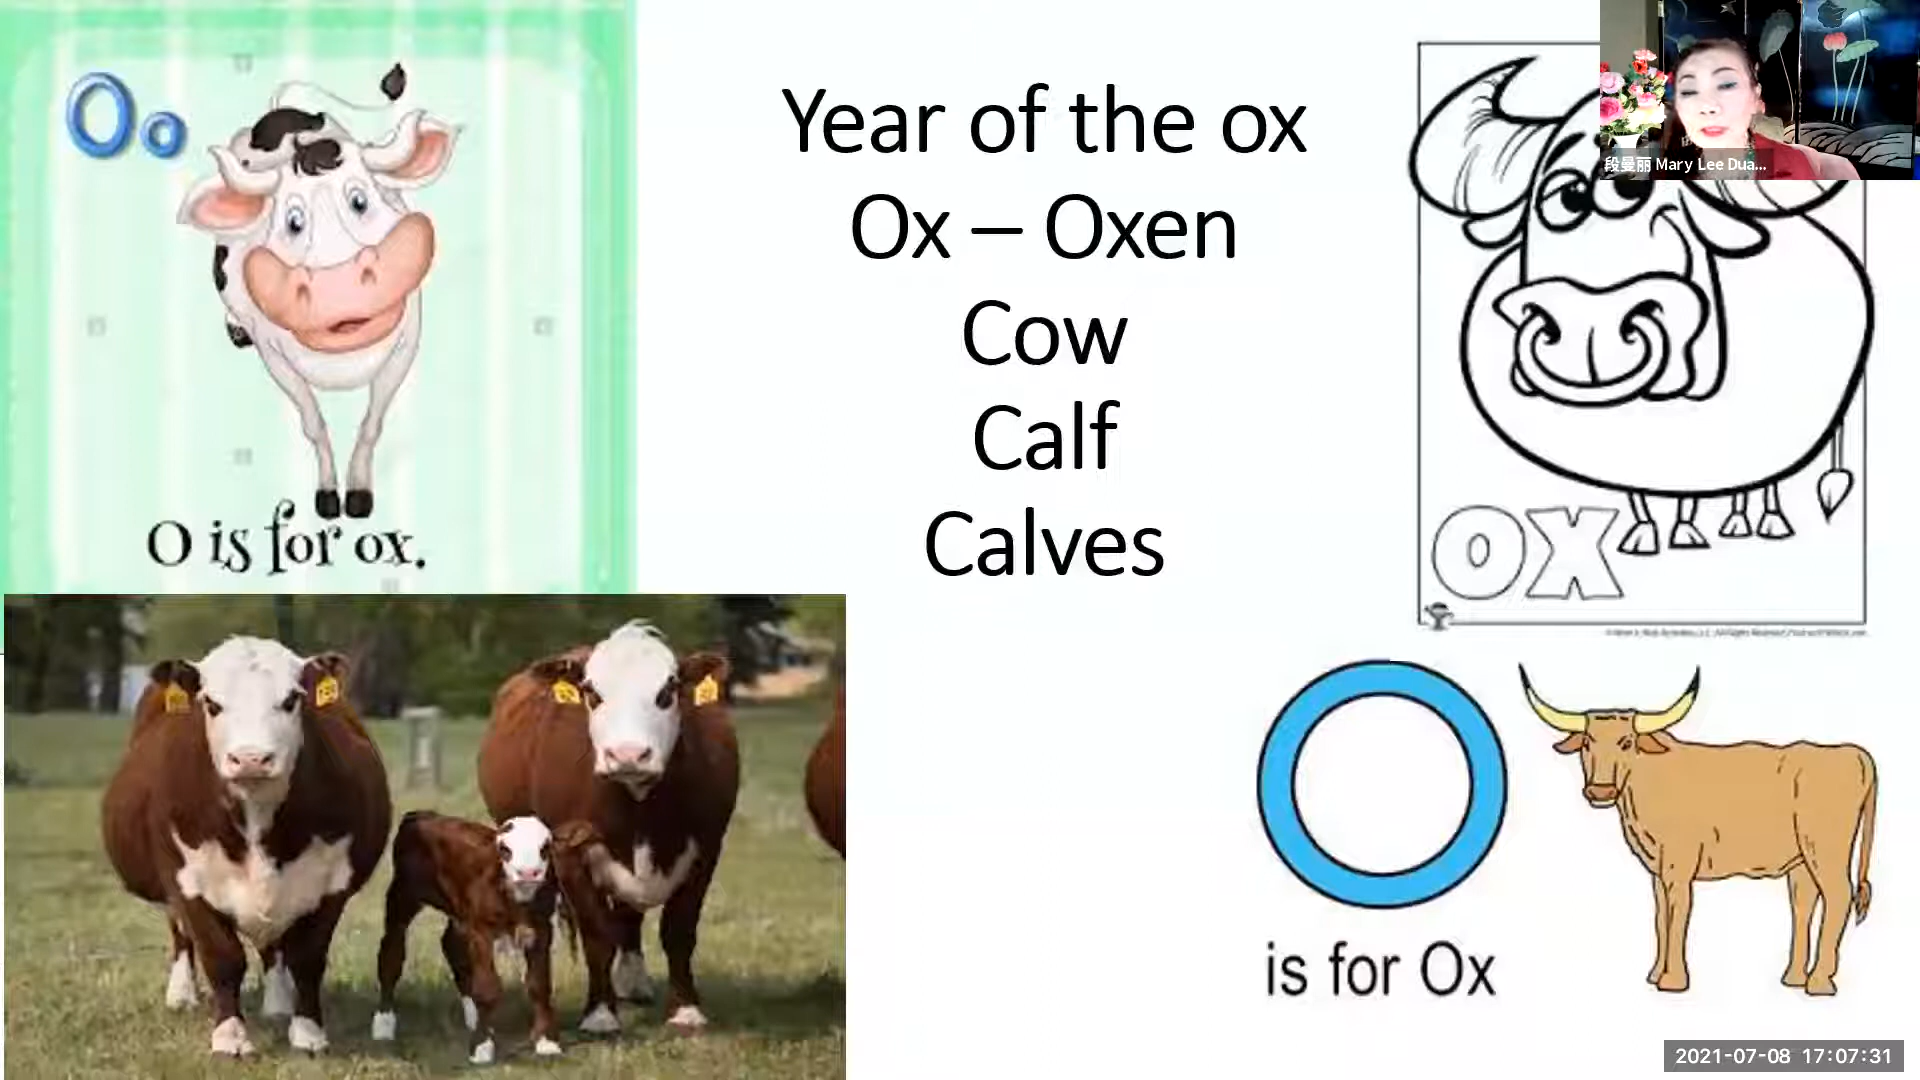 Oo
O is for ox.
Year of the ox
Ox – Oxen
Cow
Calf
Calves
段曼丽 Mary Lee Dua...
OX
O
is for Ox
2021-07-08 17:07:31